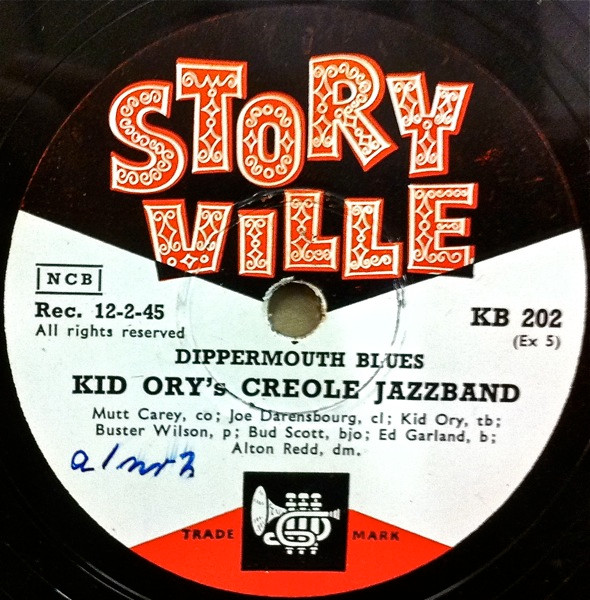 STORY
VILLE
NCB
Rec. 12-2-45
All rights reserved
KB 202
(Ex 5)
DIPPERMOUTH BLUES
KID ORY's CREOLE JAZZBAND
Mutt Carey, co; Joe Darensbourg, cl; Kid Ory, tb;
Buster Wilson, p; Bud Scott, bjo; Ed Garland, b;
Alton Redd, dm.
TRADE MARK